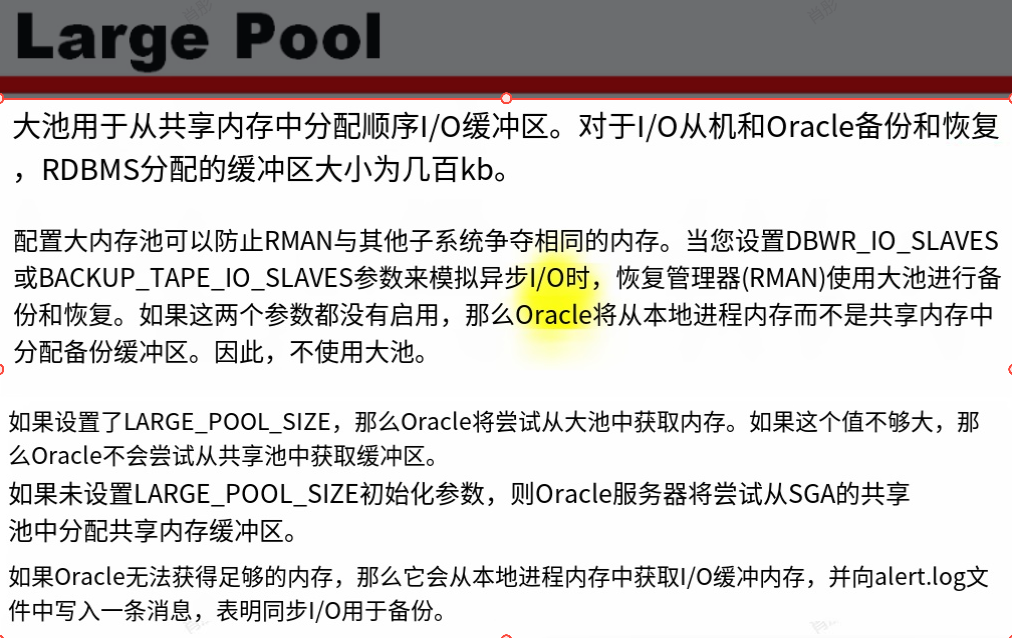 Large Pool
大池用于从共享内存中分配顺序I/O缓冲区。对于I/O从机和Oracle备份和恢复
，RDBMS分配的缓冲区大小为几百kb。
配置大内存池可以防止RMAN与其他子系统争夺相同的内存。当您设置DBWR_IO_SLAVES
或BACKUP_TAPE_IO_SLAVES参数来模拟异步I/O时，恢复管理器(RMAN)使用大池进行备
份和恢复。如果这两个参数都没有启用，那么Oracle将从本地进程内存而不是共享内存中
分配备份缓冲区。因此，不使用大池。
如果设置了LARGE_POOL_SIZE，那么Oracle将尝试从大池中获取内存。如果这个值不够大，那
么Oracle不会尝试从共享池中获取缓冲区。
如果未设置LARGE_POOL_SIZE初始化参数，则Oracle服务器将尝试从SGA的共享
池中分配共享内存缓冲区。
如果Oracle无法获得足够的内存，那么它会从本地进程内存中获取I/O缓冲内存，并向alert.log文
件中写入一条消息，表明同步I/O用于备份。